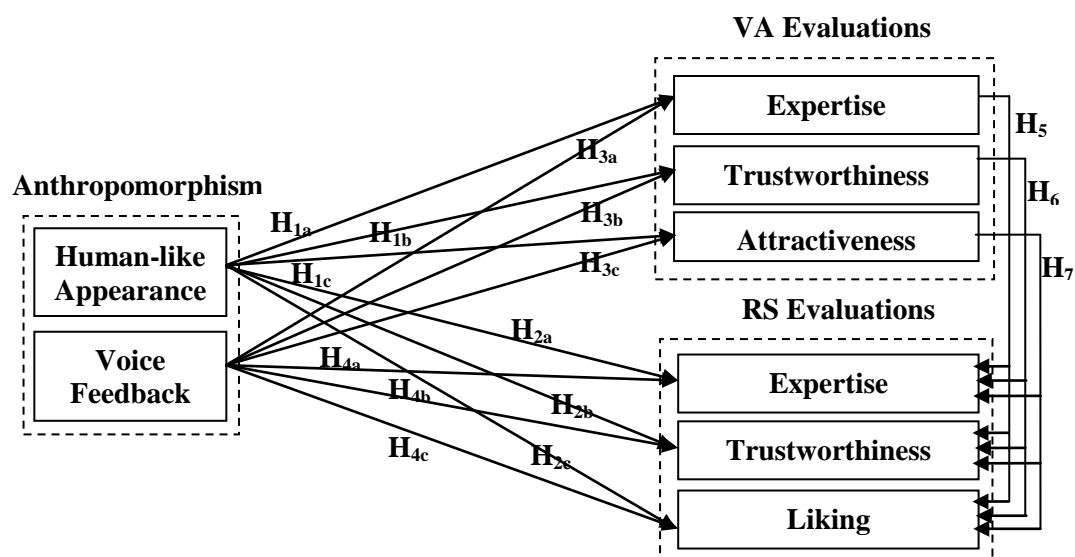 VA Evaluations
Expertise
Trustworthiness
Attractiveness
H5
H6
H7
Anthropomorphism
Human-like
Appearance
Voice
Feedback
H1a
H1b
H1c
H3a
H3b
H3c
H2a
H2b
H2c
H4a
H4b
H4c
RS Evaluations
Expertise
Trustworthiness
Liking